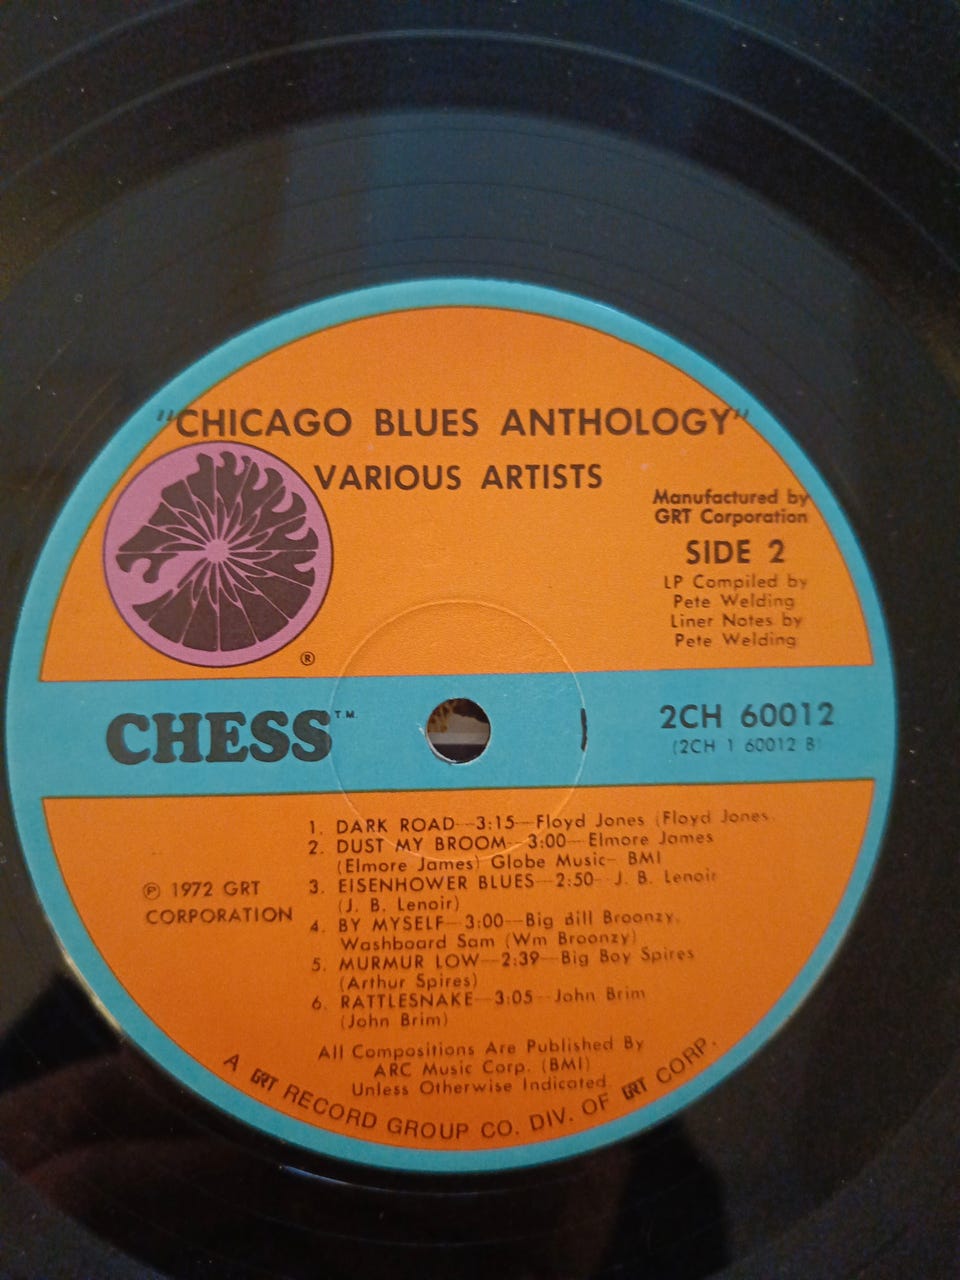 "CHICAGO BLUES ANTHOLOGY"
VARIOUS ARTISTS
Manufactured by
GRT Corporation
SIDE 2
LP Compiled by
Pete Welding
Liner Notes by
Pete Welding
®
CHESS T.M.
2CH 60012
(2CH 1 60012 B)
℗ 1972 GRT
CORPORATION
1. DARK ROAD—3:15—Floyd Jones (Floyd Jones)
2. DUST MY BROOM—3:00—Elmore James
(Elmore James) Globe Music— BMI
3. EISENHOWER BLUES—2:50—J. B. Lenoir
(J. B. Lenoir)
4. BY MYSELF—3:00—Big Bill Broonzy,
Washboard Sam (Wm Broonzy)
5. MURMUR LOW—2:39—Big Boy Spires
(Arthur Spires)
6. RATTLESNAKE—3:05—John Brim
(John Brim)
All Compositions Are Published By
ARC Music Corp. (BMI)
Unless Otherwise Indicated.
A GRT RECORD GROUP CO. DIV. OF GRT CORP.